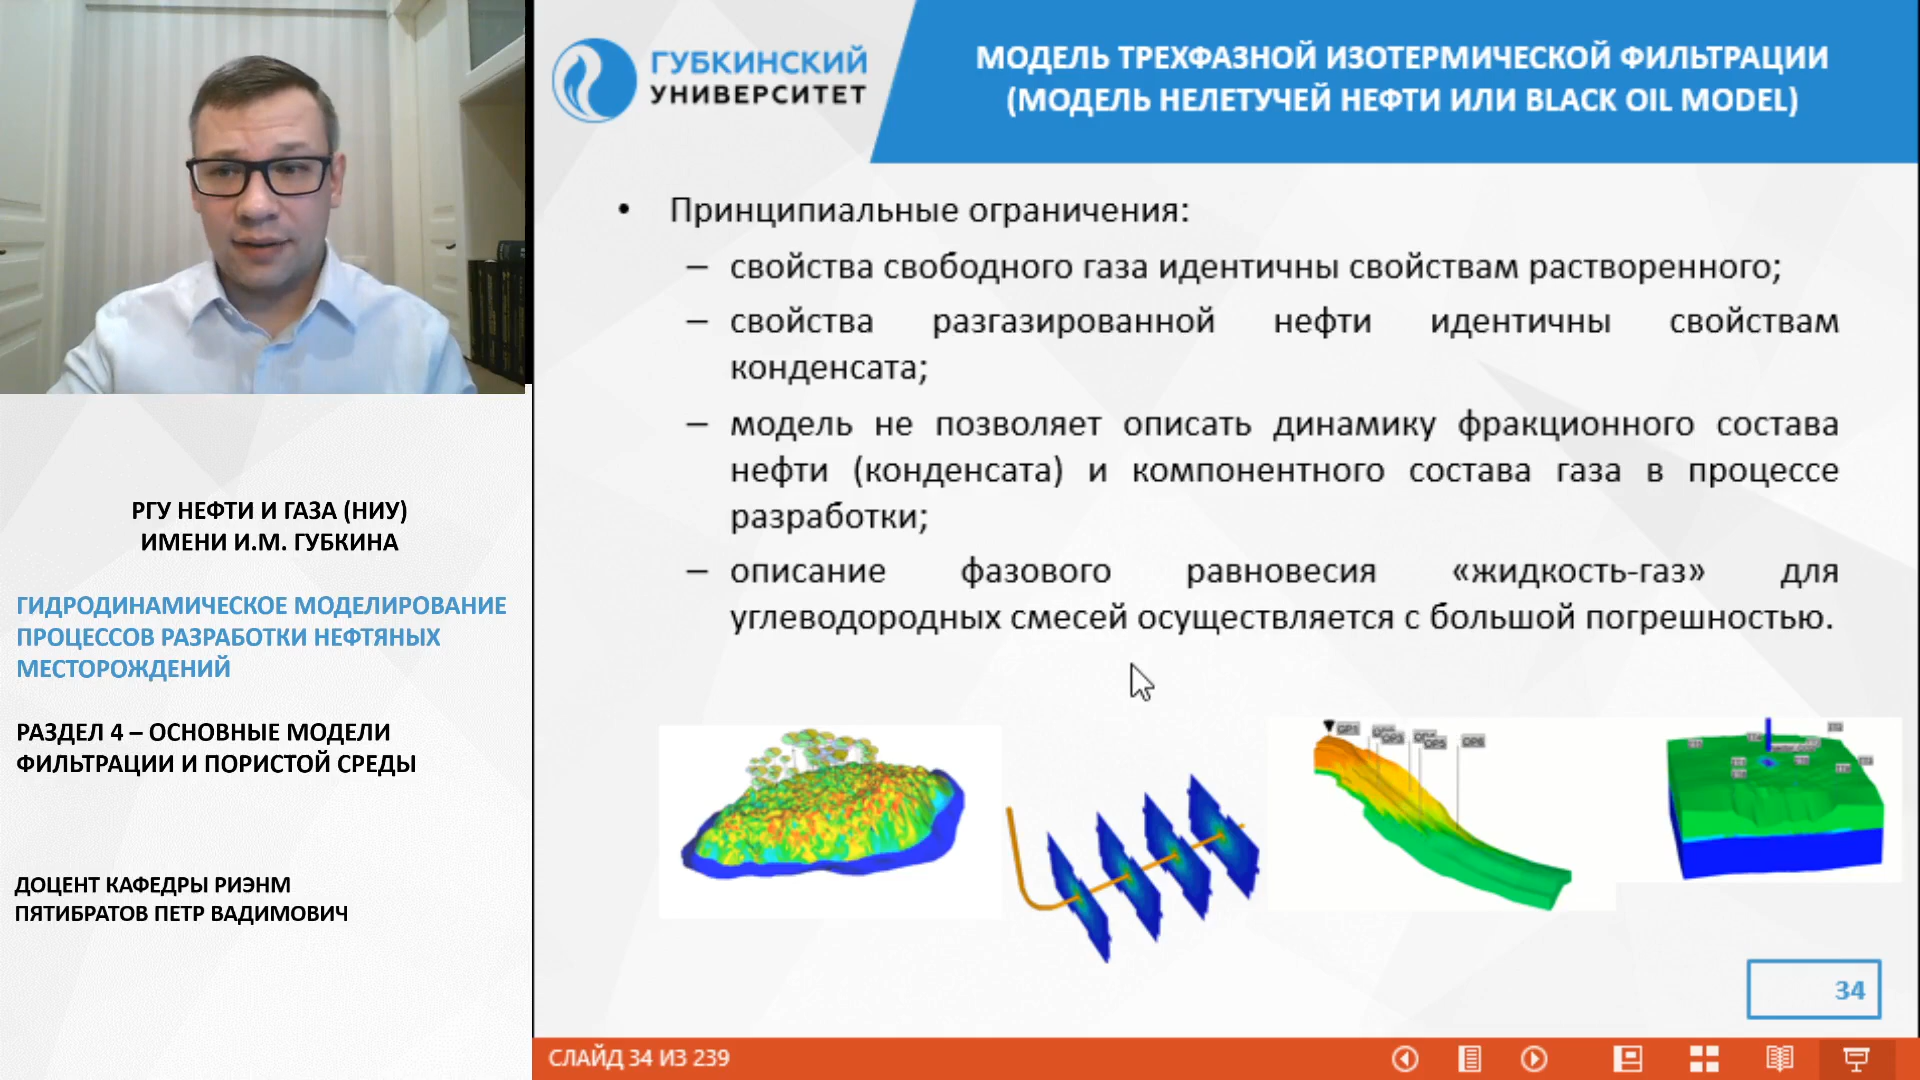 ГУБКИНСКИЙ
УНИВЕРСИТЕТ
МОДЕЛЬ ТРЕХФАЗНОЙ ИЗОТЕРМИЧЕСКОЙ ФИЛЬТРАЦИИ
(МОДЕЛЬ НЕЛЕТУЧЕЙ НЕФТИ ИЛИ BLACK OIL MODEL)
• Принципиальные ограничения:
– свойства свободного газа идентичны свойствам растворенного;
– свойства разгазированной нефти идентичны свойствам
конденсата;
– модель не позволяет описать динамику фракционного состава
нефти (конденсата) и компонентного состава газа в процессе
разработки;
– описание фазового равновесия «жидкость-газ» для
углеводородных смесей осуществляется с большой погрешностью.
РГУ НЕФТИ И ГАЗА (НИУ)
ИМЕНИ И.М. ГУБКИНА
ГИДРОДИНАМИЧЕСКОЕ МОДЕЛИРОВАНИЕ
ПРОЦЕССОВ РАЗРАБОТКИ НЕФТЯНЫХ
МЕСТОРОЖДЕНИЙ
РАЗДЕЛ 4 – ОСНОВНЫЕ МОДЕЛИ
ФИЛЬТРАЦИИ И ПОРИСТОЙ СРЕДЫ
ДОЦЕНТ КАФЕДРЫ РИЭНМ
ПЯТИБРАТОВ ПЕТР ВАДИМОВИЧ
34
СЛАЙД 34 ИЗ 239